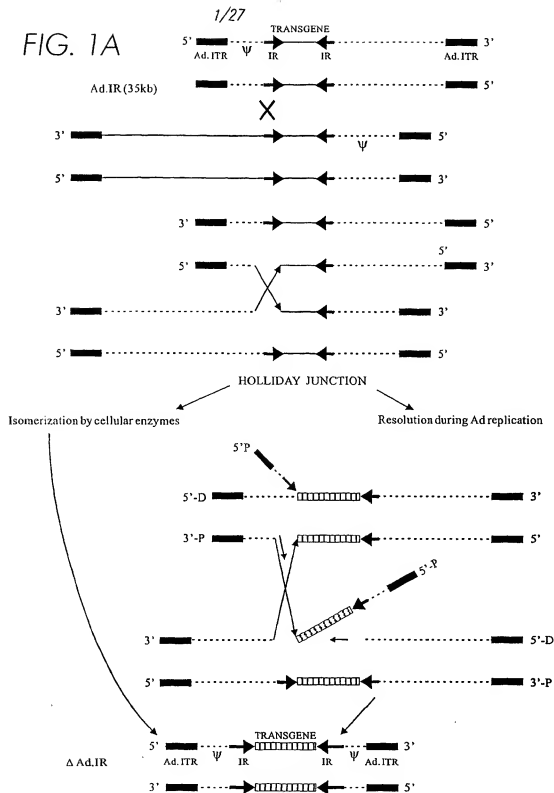 1/27
FIG. 1A
TRANSGENE
5' 3'
Ad.ITR Ψ IR IR Ad.ITR
Ad.IR (35kb) 5'
3' 5'
Ψ
5' 3'
3' 5'
5'
5' 3'
3' 3'
5' 5'
HOLLIDAY JUNCTION
Isomerization by cellular enzymes Resolution during Ad replication
5'P
5'-D 3'
3'-P 5'
5'-P
3' 5'-D
5' 3'-P
TRANSGENE
5' 3'
Δ Ad.IR Ad.ITR Ψ IR IR Ψ Ad.ITR
3' 5'